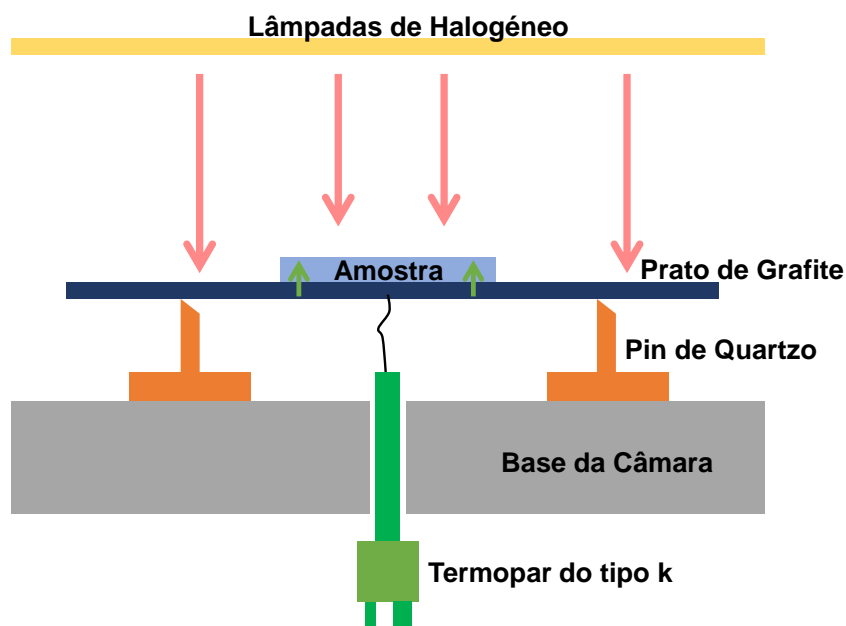 Lâmpadas de Halogéneo
Amostra
Prato de Grafite
Pin de Quartzo
Base da Câmara
Termopar do tipo k